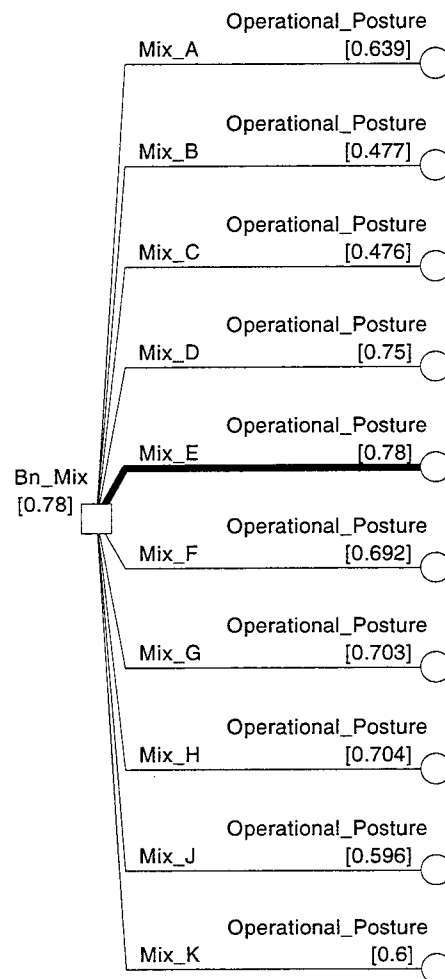 Operational_Posture
Mix_A [0.639]
Operational_Posture
Mix_B [0.477]
Operational_Posture
Mix_C [0.476]
Operational_Posture
Mix_D [0.75]
Operational_Posture
Mix_E [0.78]
Bn_Mix
[0.78]
Operational_Posture
Mix_F [0.692]
Operational_Posture
Mix_G [0.703]
Operational_Posture
Mix_H [0.704]
Operational_Posture
Mix_J [0.596]
Operational_Posture
Mix_K [0.6]